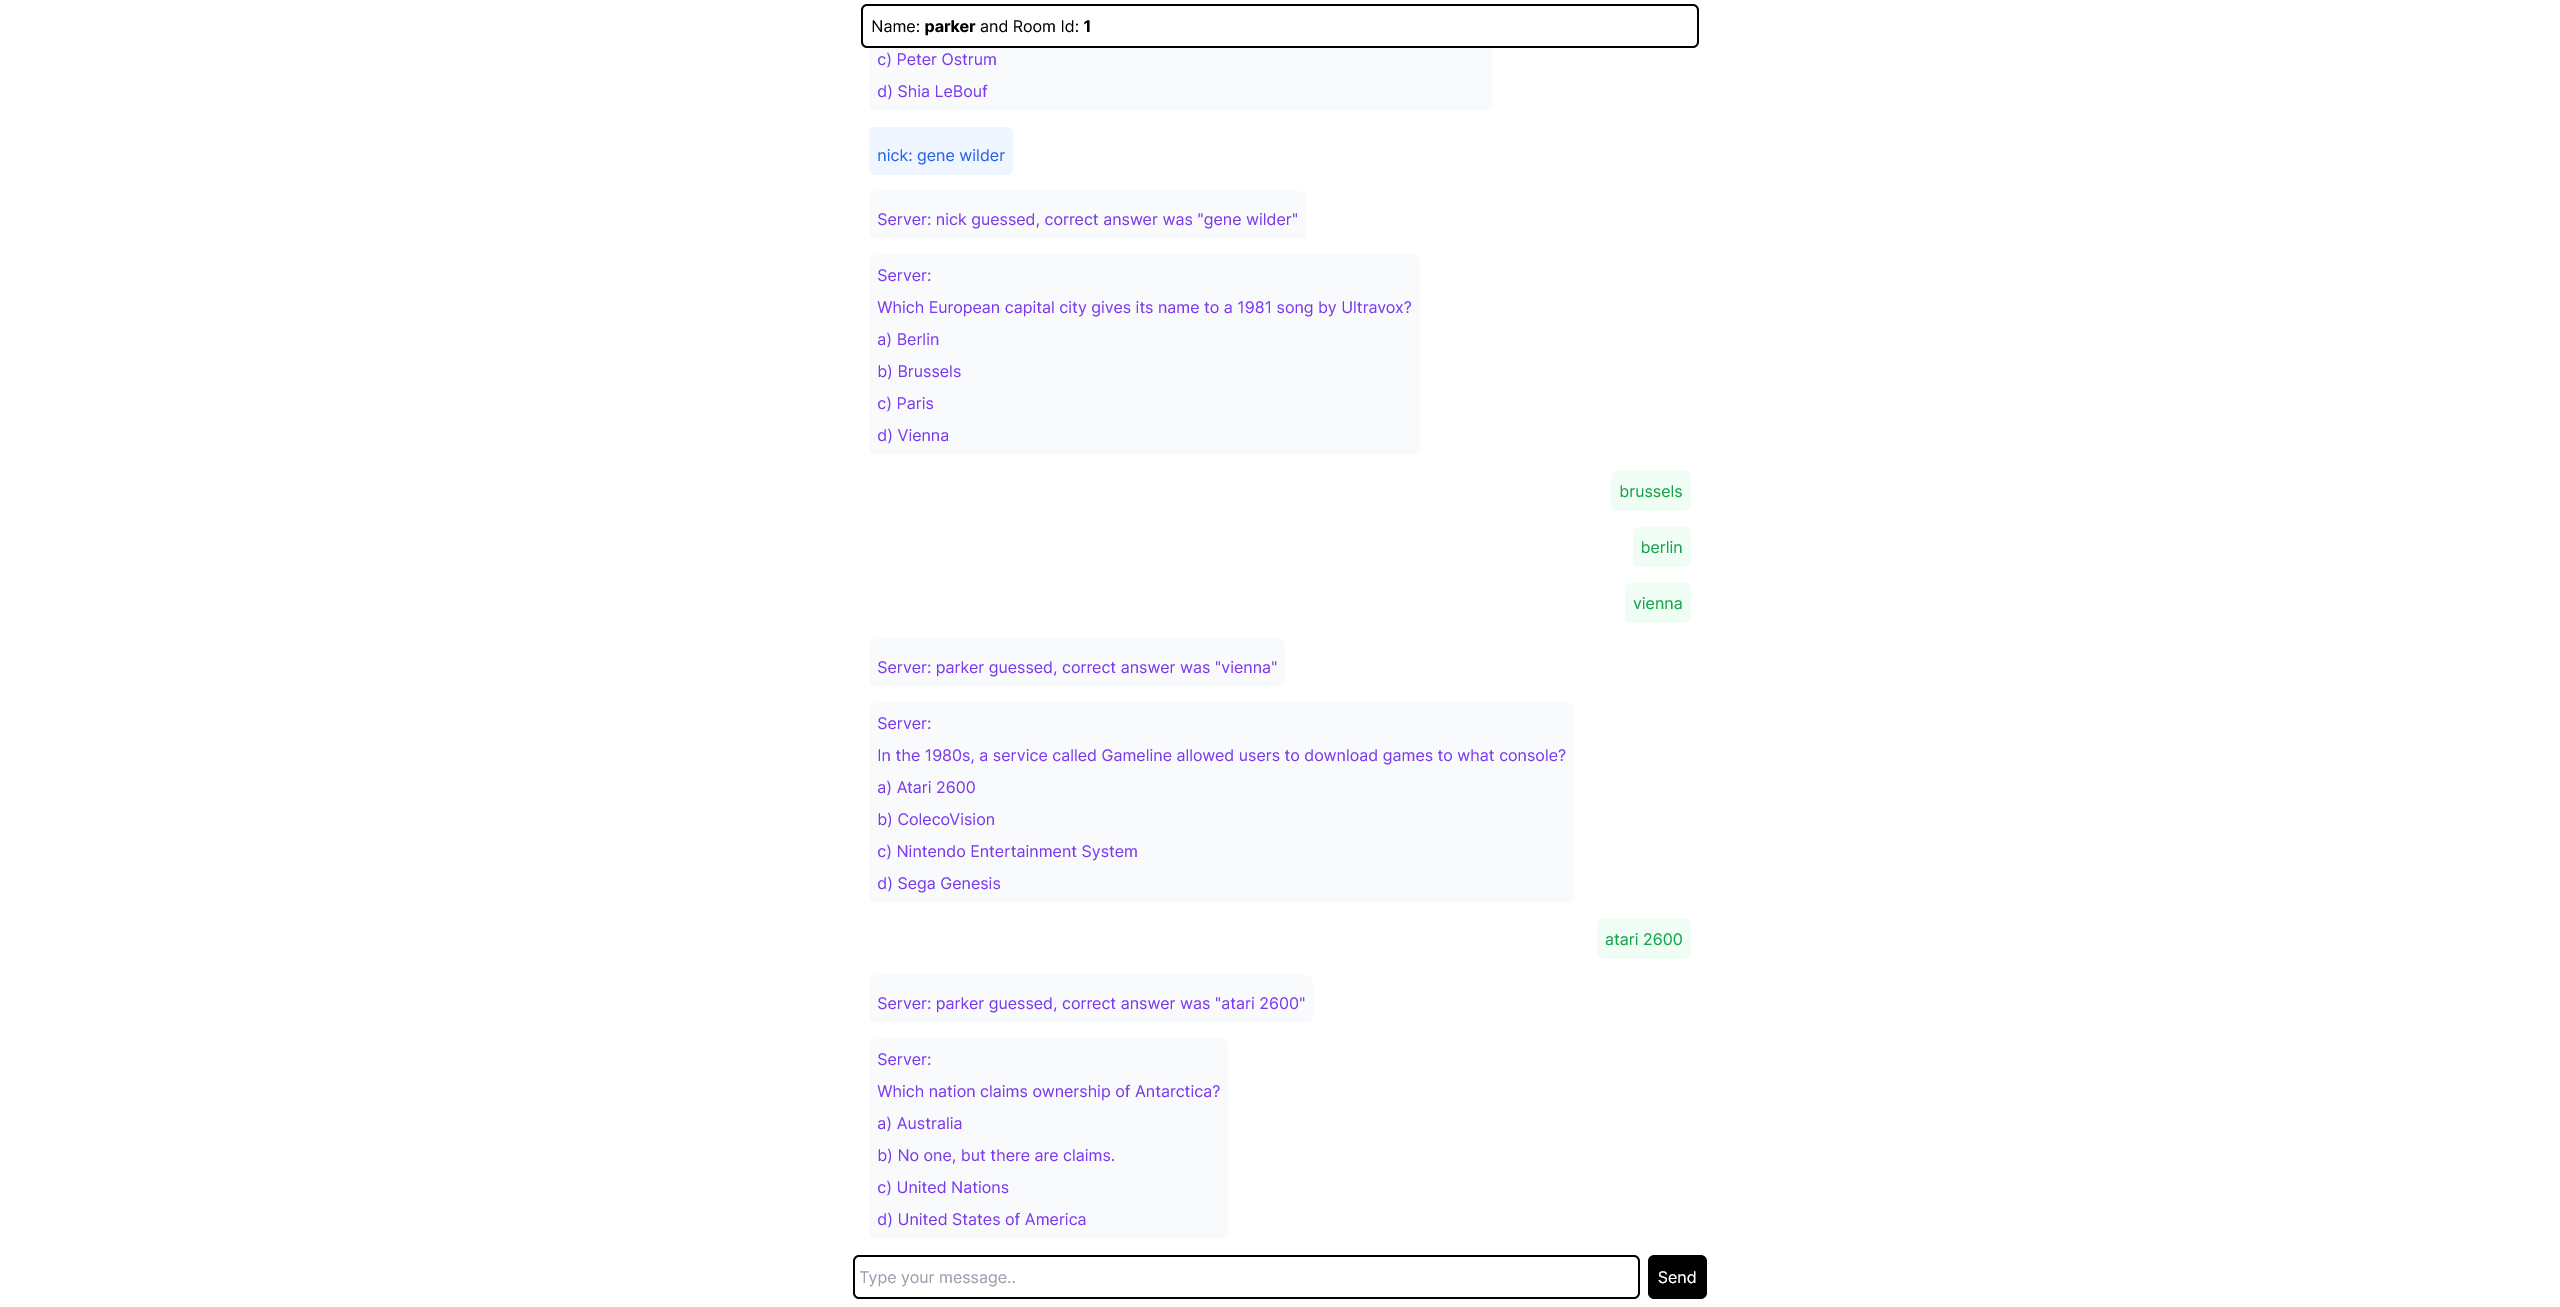 Name: parker and Room Id: 1
c) Peter Ostrum
d) Shia LeBouf
nick: gene wilder
Server: nick guessed, correct answer was "gene wilder"
Server:
Which European capital city gives its name to a 1981 song by Ultravox?
a) Berlin
b) Brussels
c) Paris
d) Vienna
brussels
berlin
vienna
Server: parker guessed, correct answer was "vienna"
Server:
In the 1980s, a service called Gameline allowed users to download games to what console?
a) Atari 2600
b) ColecoVision
c) Nintendo Entertainment System
d) Sega Genesis
atari 2600
Server: parker guessed, correct answer was "atari 2600"
Server:
Which nation claims ownership of Antarctica?
a) Australia
b) No one, but there are claims.
c) United Nations
d) United States of America
Type your message..
Send